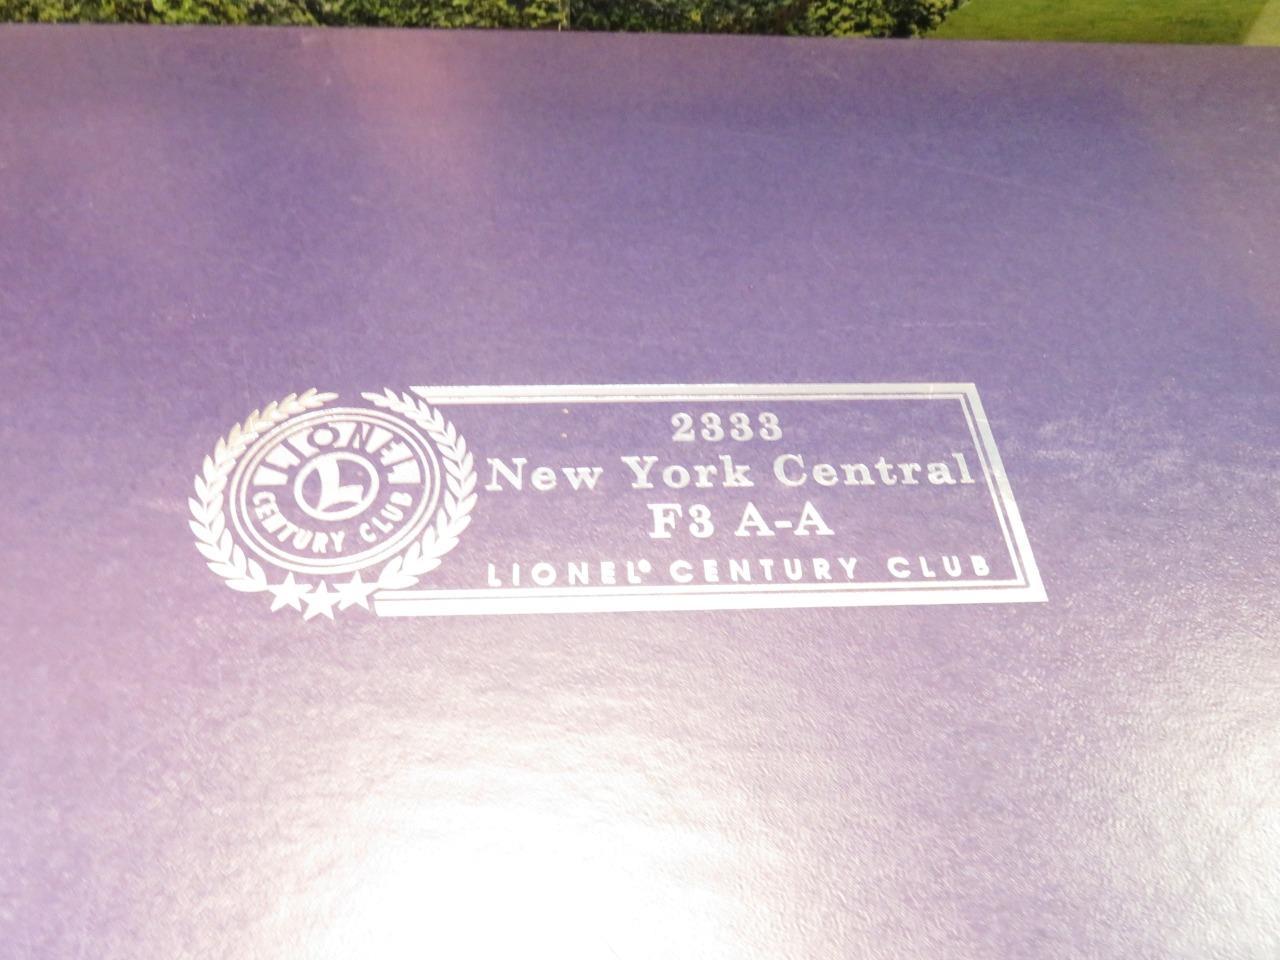 LIONEL
L
CENTURY CLUB
2333
New York Central
F3 A-A
LIONEL® CENTURY CLUB